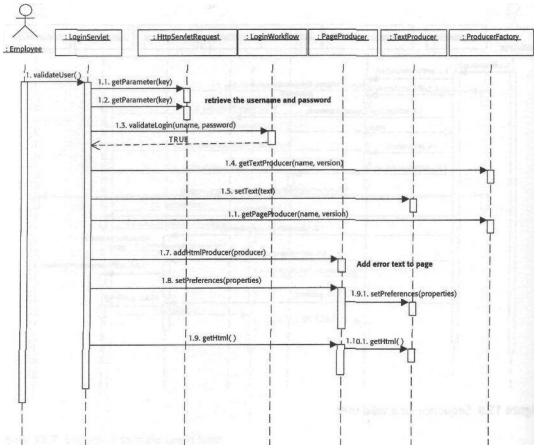 : Employee
: LoginServlet
: HttpServletRequest
: LoginWorkflow
: PageProducer
: TextProducer
: ProducerFactory
1. validateUser( )
1.1. getParameter(key)
1.2. getParameter(key)
retrieve the username and password
1.3. validateLogin(uname, password)
TRUE
1.4. getTextProducer(name, version)
1.5. setText(text)
1.1. getPageProducer(name, version)
1.7. addHtmlProducer(producer)
Add error text to page
1.8. setPreferences(properties)
1.9.1. setPreferences(properties)
1.9. getHtml( )
1.10.1. getHtml( )